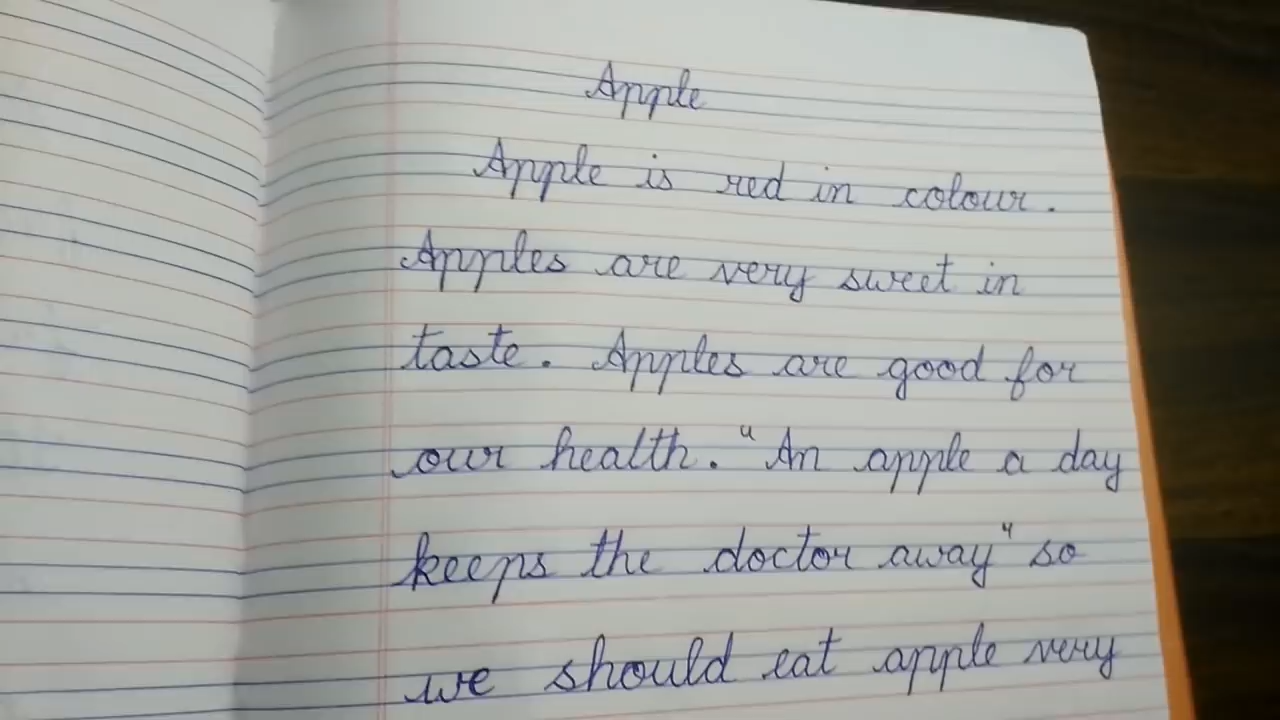 Apple
Apple is red in colour.
Apples are very sweet in
taste. Apples are good for
our health. "An apple a day
keeps the doctor away" so
we should eat apple very